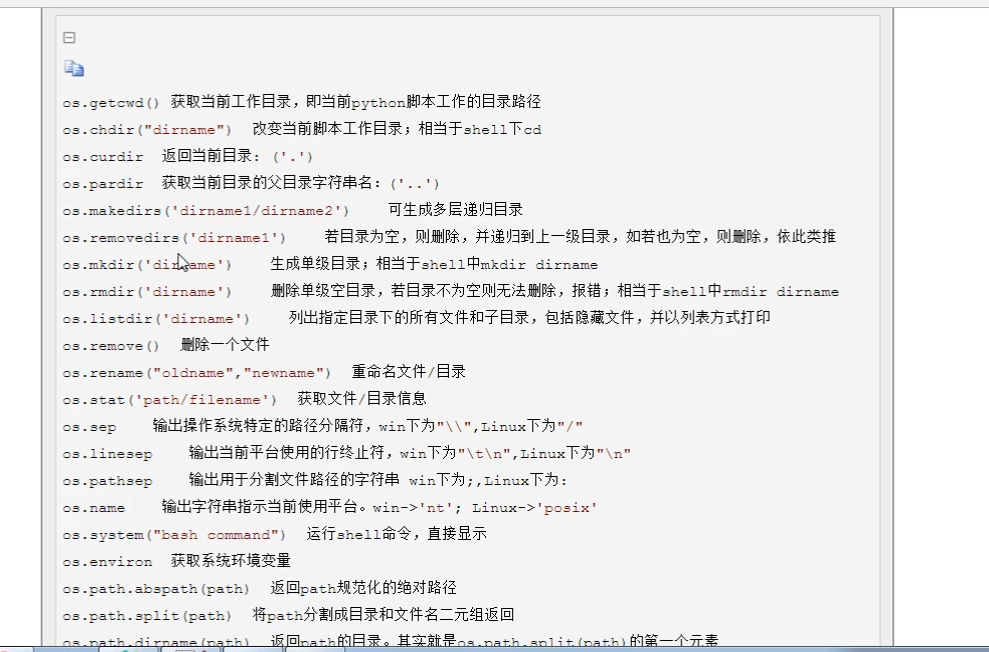 os.getcwd() 获取当前工作目录，即当前python脚本工作的目录路径
os.chdir("dirname")  改变当前脚本工作目录；相当于shell下cd
os.curdir  返回当前目录: ('.')
os.pardir  获取当前目录的父目录字符串名：('..')
os.makedirs('dirname1/dirname2')    可生成多层递归目录
os.removedirs('dirname1')    若目录为空，则删除，并递归到上一级目录，如若也为空，则删除，依此类推
os.mkdir('dirname')    生成单级目录；相当于shell中mkdir dirname
os.rmdir('dirname')    删除单级空目录，若目录不为空则无法删除，报错；相当于shell中rmdir dirname
os.listdir('dirname')    列出指定目录下的所有文件和子目录，包括隐藏文件，并以列表方式打印
os.remove()  删除一个文件
os.rename("oldname","newname")  重命名文件/目录
os.stat('path/filename')  获取文件/目录信息
os.sep    输出操作系统特定的路径分隔符，win下为"\\",Linux下为"/"
os.linesep    输出当前平台使用的行终止符，win下为"\t\n",Linux下为"\n"
os.pathsep    输出用于分割文件路径的字符串 win下为;,Linux下为:
os.name    输出字符串指示当前使用平台。win->'nt'; Linux->'posix'
os.system("bash command")  运行shell命令，直接显示
os.environ  获取系统环境变量
os.path.abspath(path)  返回path规范化的绝对路径
os.path.split(path)  将path分割成目录和文件名二元组返回
os.path.dirname(path)  返回path的目录。其实就是os.path.split(path)的第一个元素